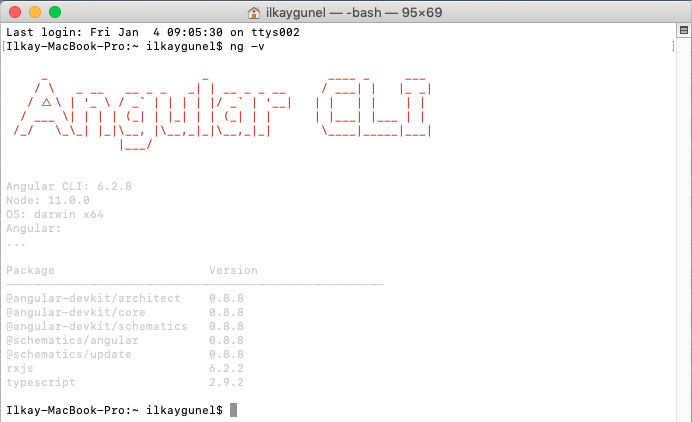 ilkaygunel — -bash — 95×69
Last login: Fri Jan  4 09:05:30 on ttys002
[Ilkay-MacBook-Pro:~ ilkaygunel$ ng -v ]
Angular CLI
Angular CLI: 6.2.8
Node: 11.0.0
OS: darwin x64
Angular:
...
Package                      Version
------------------------------------------------------
@angular-devkit/architect    0.8.8
@angular-devkit/core         0.8.8
@angular-devkit/schematics   0.8.8
@schematics/angular          0.8.8
@schematics/update           0.8.8
rxjs                         6.2.2
typescript                   2.9.2
Ilkay-MacBook-Pro:~ ilkaygunel$